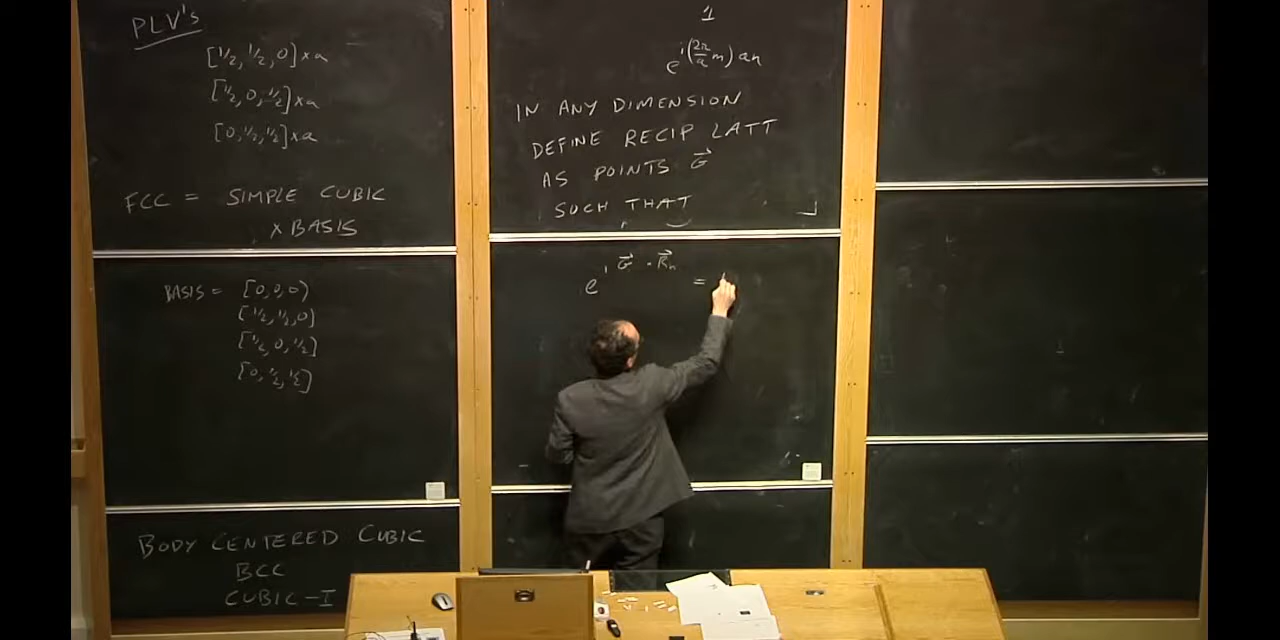 PLV's
[1/2, 1/2, 0] x a
[1/2, 0, 1/2] x a
[0, 1/2, 1/2] x a
FCC = SIMPLE CUBIC
x BASIS
BASIS = [0,0,0)
[1/2, 1/2, 0]
[1/2, 0, 1/2]
[0, 1/2, 1/2]
BODY CENTERED CUBIC
BCC
CUBIC-I
1
e^{i(2π/a m) an}
IN ANY DIMENSION
DEFINE RECIP LATT
AS POINTS G⃗
SUCH THAT
e^{i G⃗ · R⃗_n} =